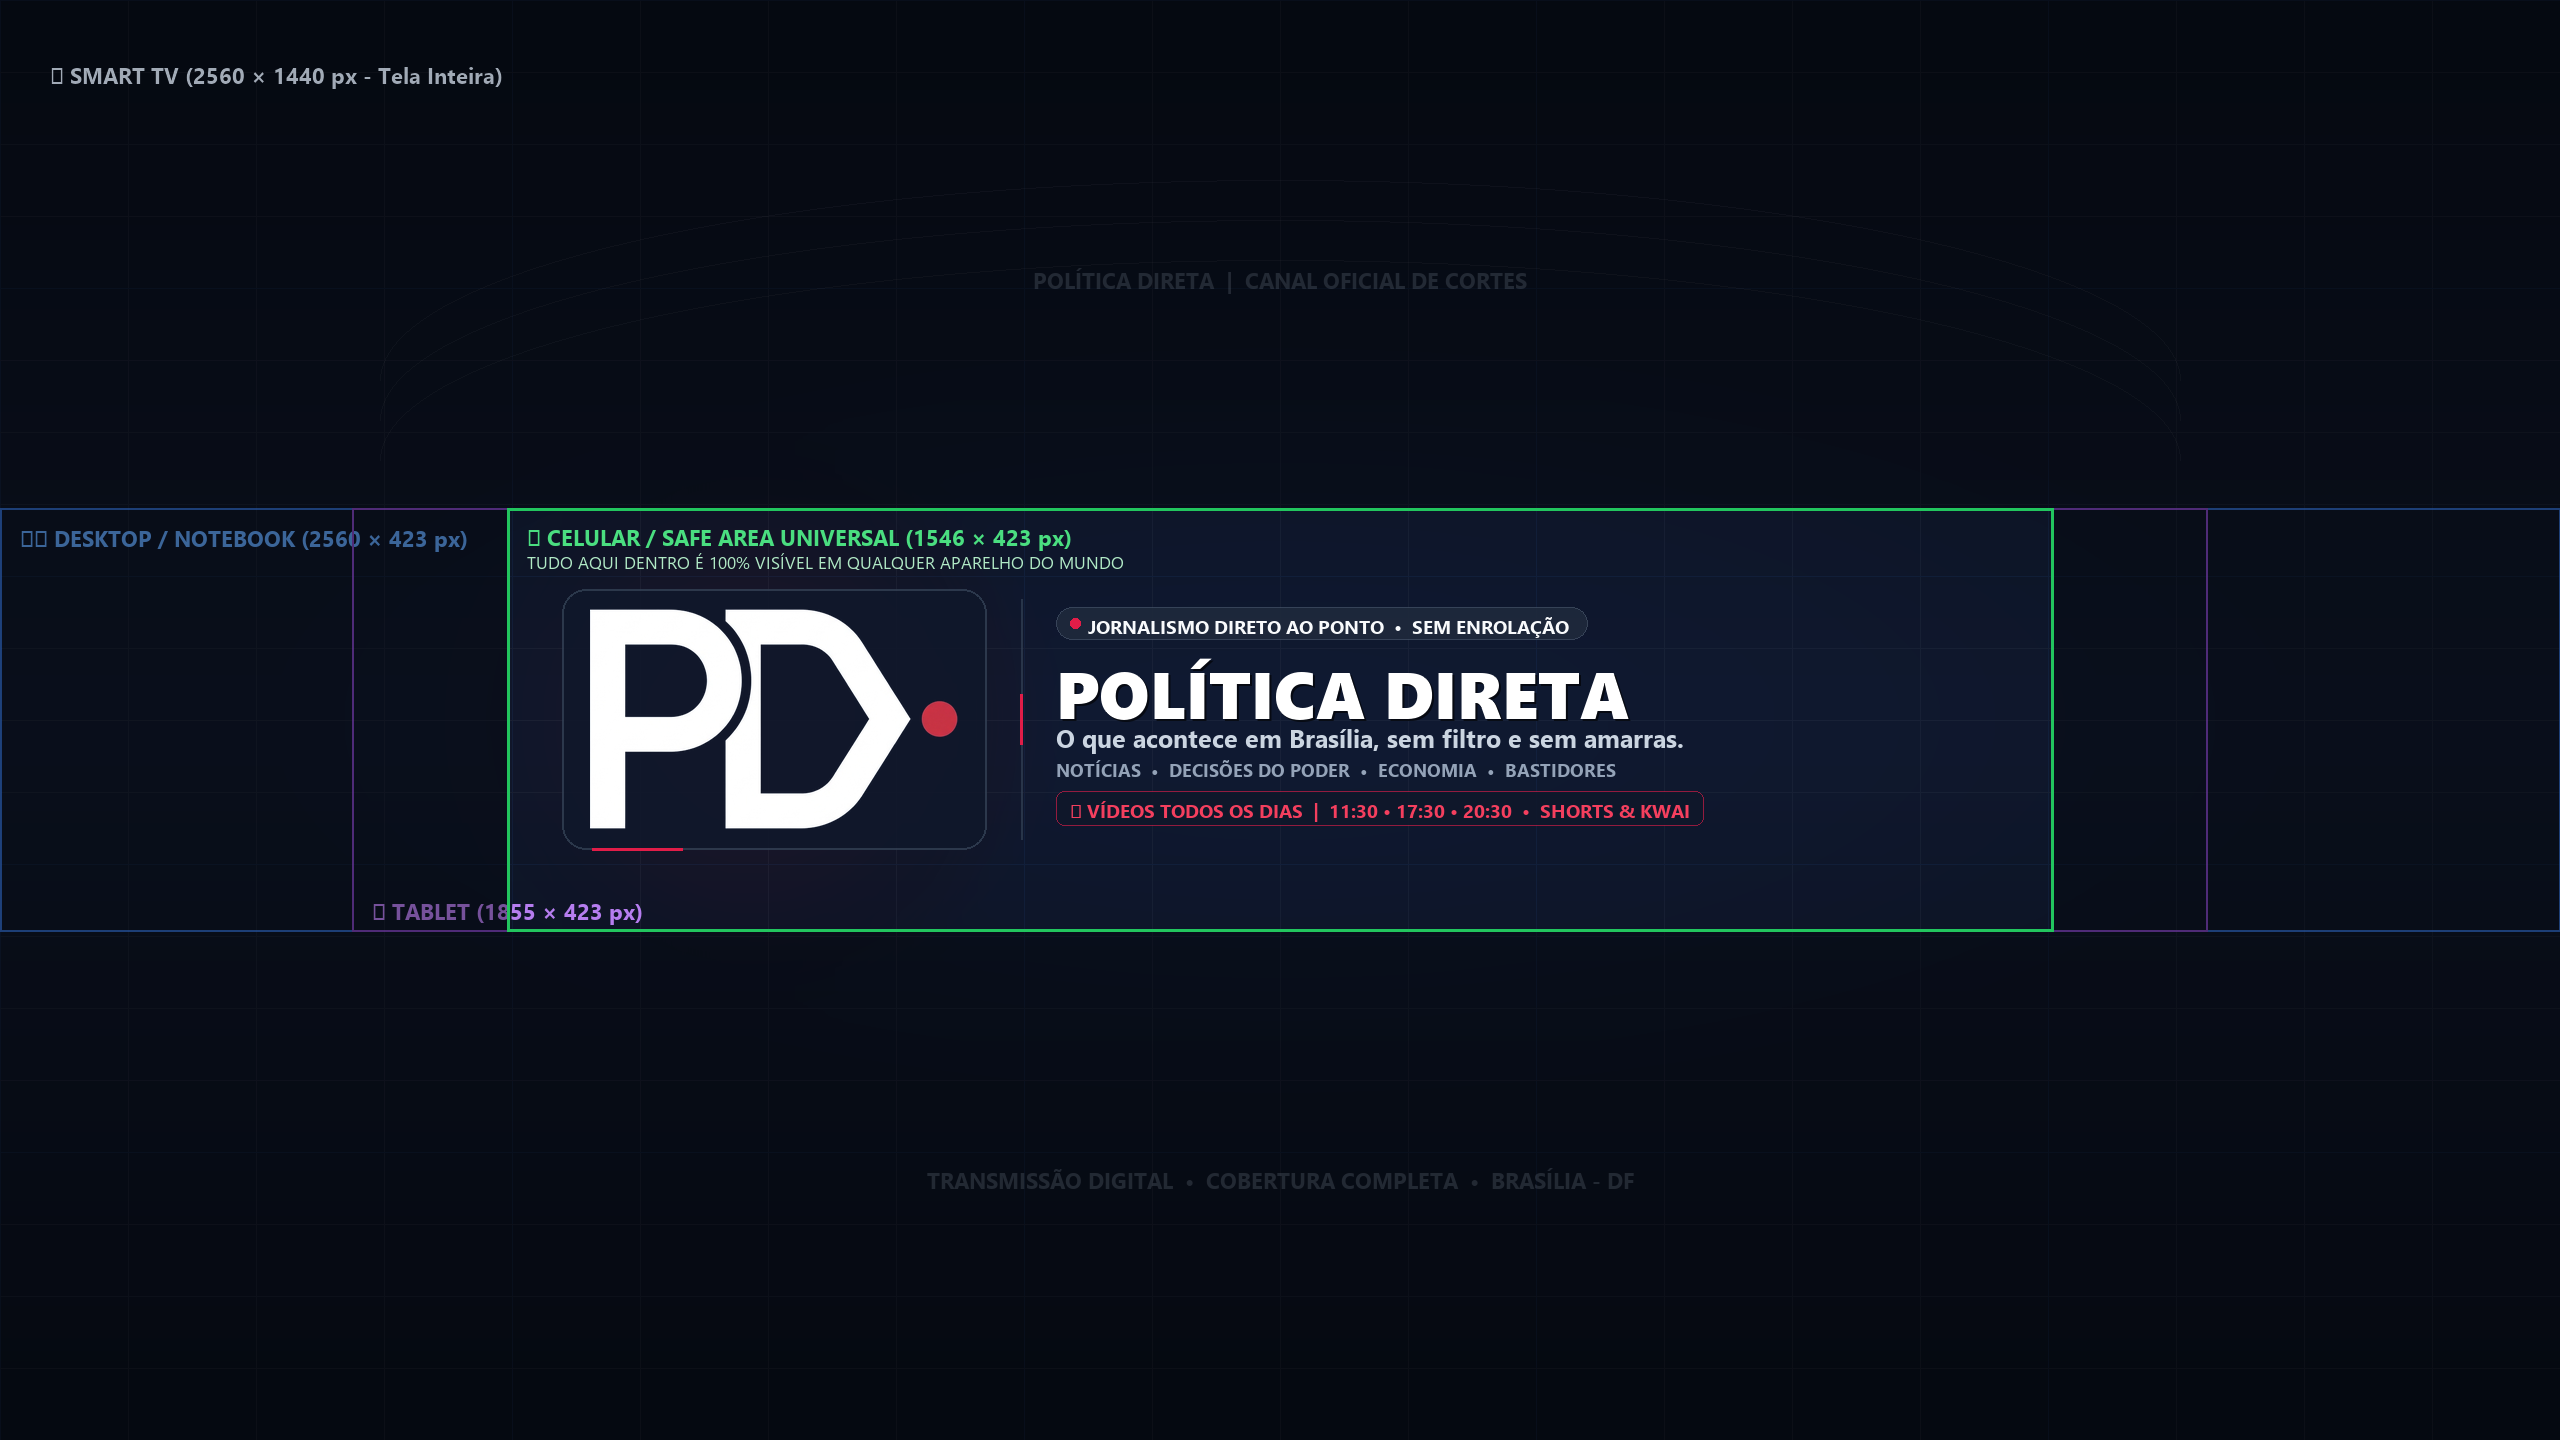 SMART TV (2560 × 1440 px - Tela Inteira)
POLÍTICA DIRETA | CANAL OFICIAL DE CORTES
DESKTOP / NOTEBOOK (2560 × 423 px)
CELULAR / SAFE AREA UNIVERSAL (1546 × 423 px)
TUDO AQUI DENTRO É 100% VISÍVEL EM QUALQUER APARELHO DO MUNDO
PD
JORNALISMO DIRETO AO PONTO • SEM ENROLAÇÃO
POLÍTICA DIRETA
O que acontece em Brasília, sem filtro e sem amarras.
NOTÍCIAS • DECISÕES DO PODER • ECONOMIA • BASTIDORES
VÍDEOS TODOS OS DIAS | 11:30 • 17:30 • 20:30 • SHORTS & KWAI
TABLET (1855 × 423 px)
TRANSMISSÃO DIGITAL • COBERTURA COMPLETA • BRASÍLIA - DF